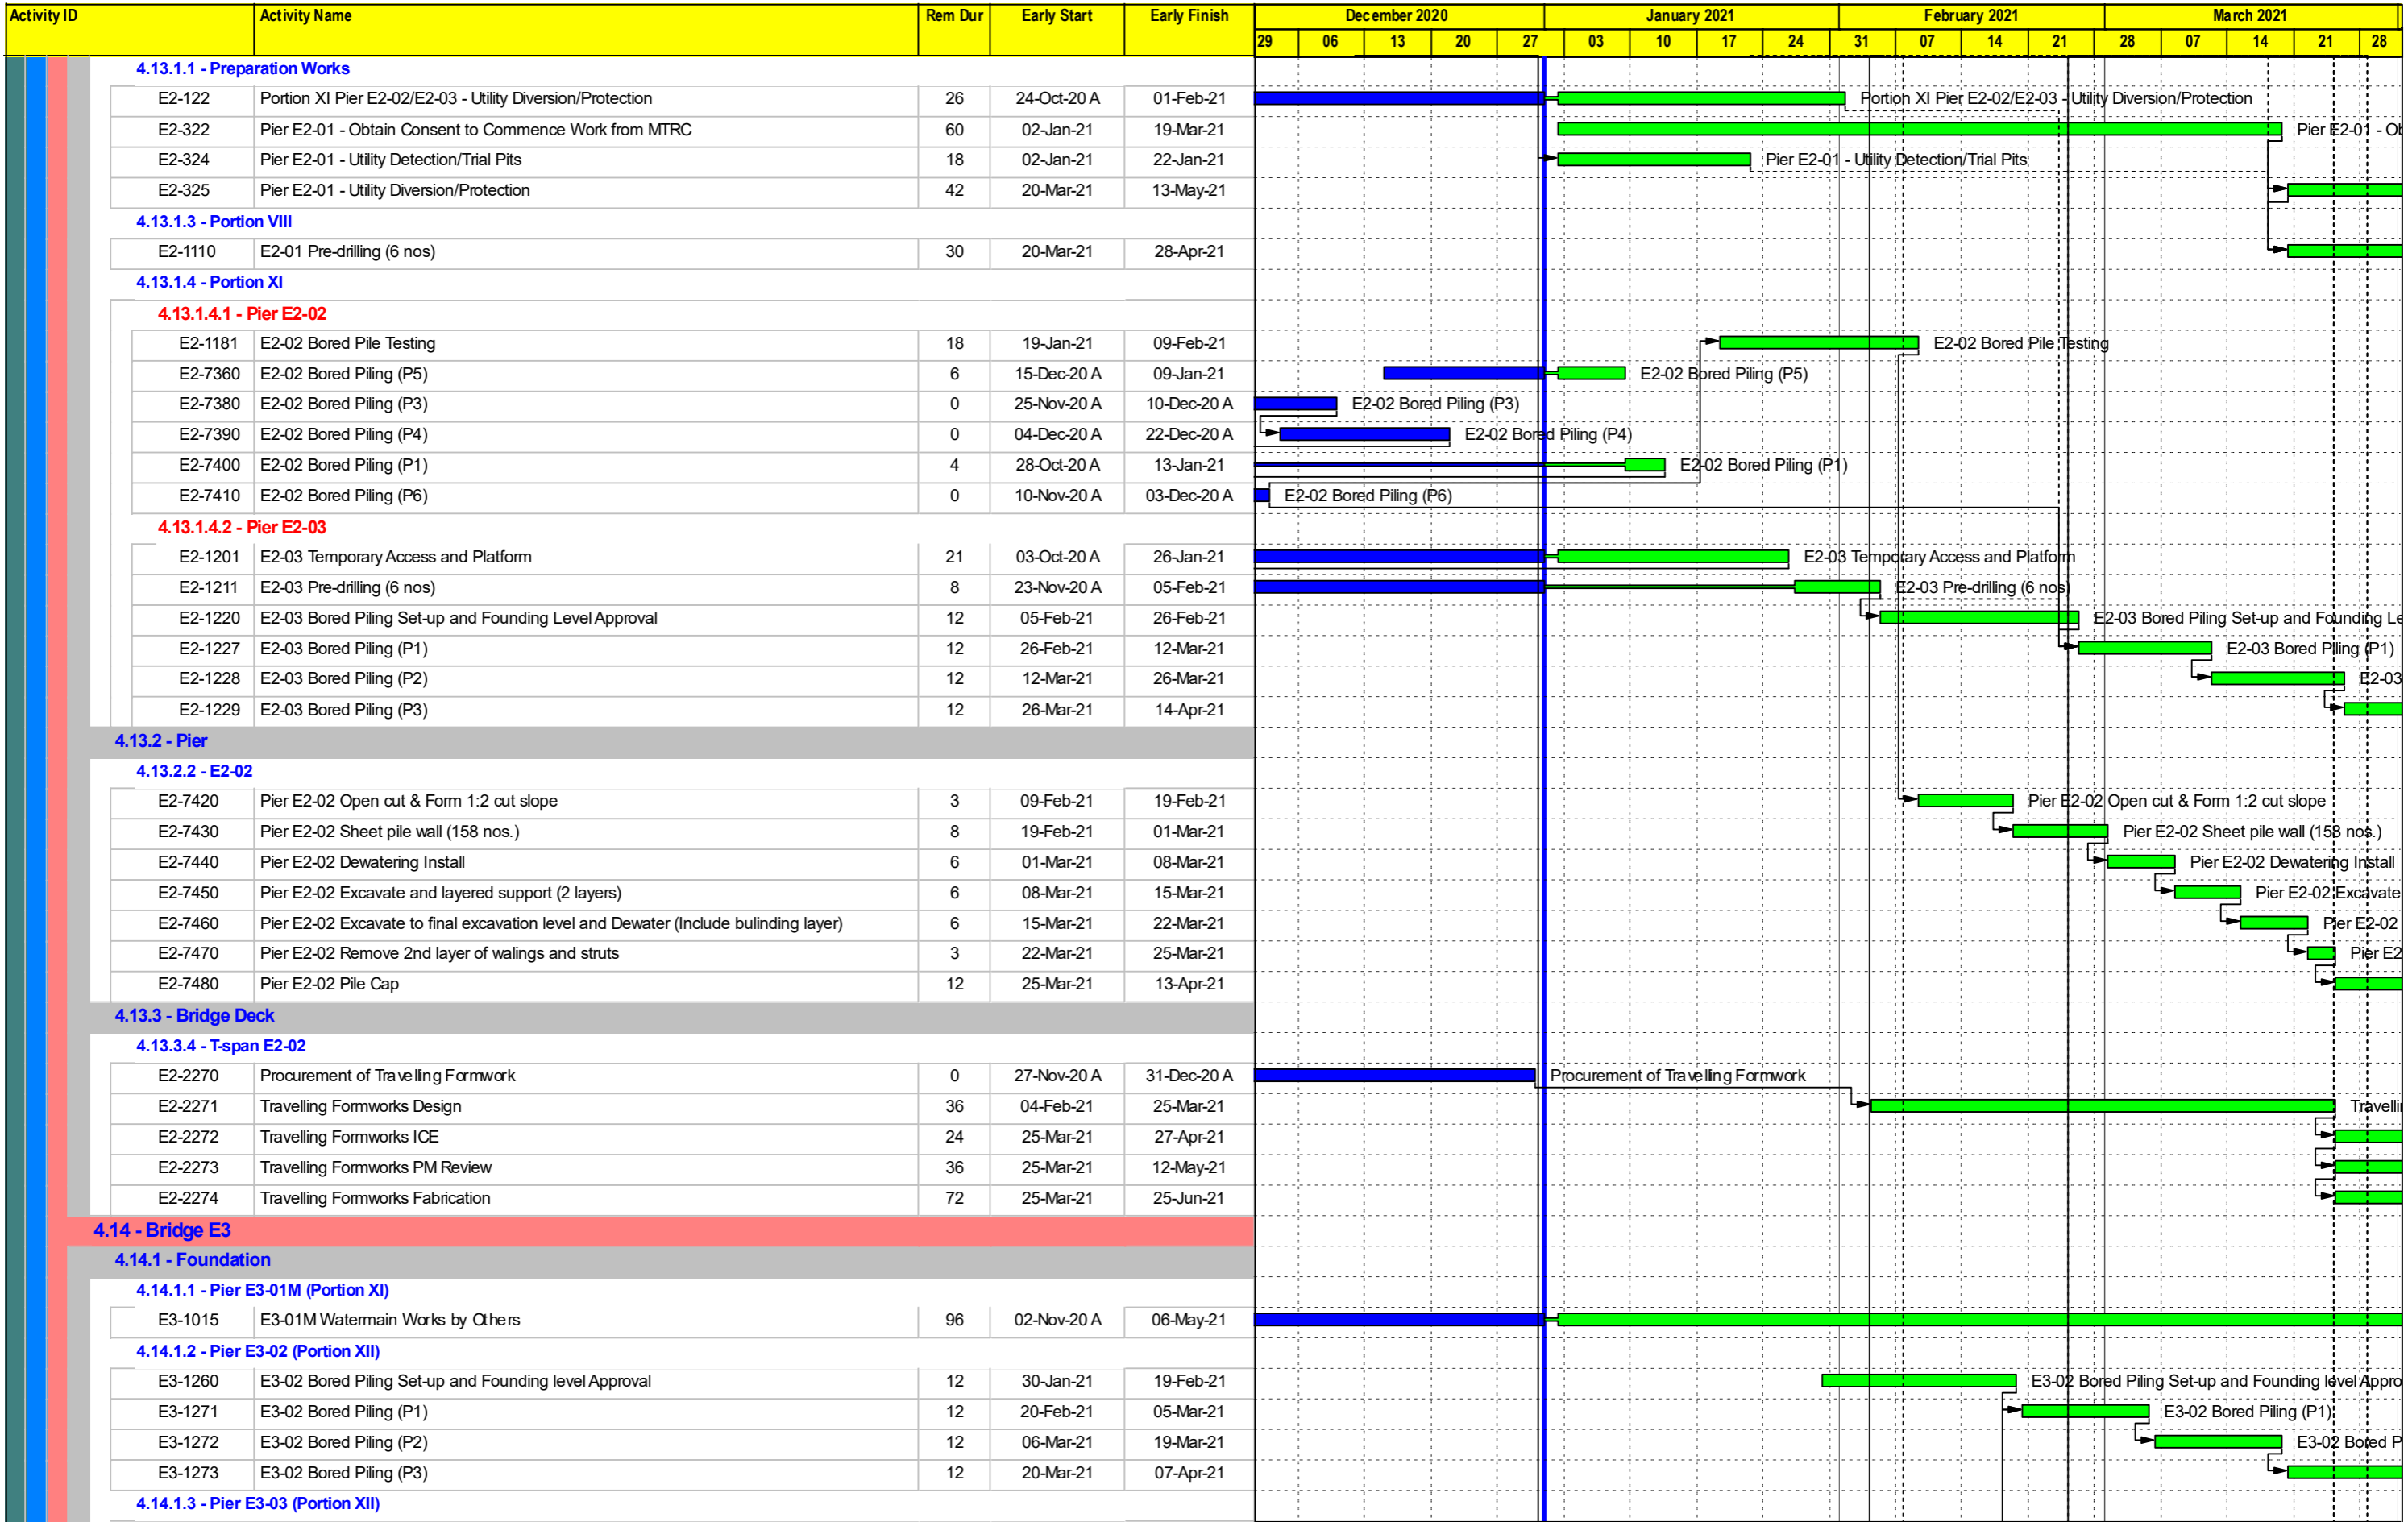 Activity ID Activity Name Rem Dur Early Start Early Finish December 2020 January 2021 February 2021 March 2021
29 06 13 20 27 03 10 17 24 31 07 14 21 28 07 14 21 28
4.13.1.1 - Preparation Works
E2-122 Portion XI Pier E2-02/E2-03 - Utility Diversion/Protection 26 24-Oct-20 A 01-Feb-21 Portion XI Pier E2-02/E2-03 - Utility Diversion/Protection
E2-322 Pier E2-01 - Obtain Consent to Commence Work from MTRC 60 02-Jan-21 19-Mar-21 Pier E2-01 - Ob
E2-324 Pier E2-01 - Utility Detection/Trial Pits 18 02-Jan-21 22-Jan-21 Pier E2-01 - Utility Detection/Trial Pits
E2-325 Pier E2-01 - Utility Diversion/Protection 42 20-Mar-21 13-May-21
4.13.1.3 - Portion VIII
E2-1110 E2-01 Pre-drilling (6 nos) 30 20-Mar-21 28-Apr-21
4.13.1.4 - Portion XI
4.13.1.4.1 - Pier E2-02
E2-1181 E2-02 Bored Pile Testing 18 19-Jan-21 09-Feb-21 E2-02 Bored Pile Testing
E2-7360 E2-02 Bored Piling (P5) 6 15-Dec-20 A 09-Jan-21 E2-02 Bored Piling (P5)
E2-7380 E2-02 Bored Piling (P3) 0 25-Nov-20 A 10-Dec-20 A E2-02 Bored Piling (P3)
E2-7390 E2-02 Bored Piling (P4) 0 04-Dec-20 A 22-Dec-20 A E2-02 Bored Piling (P4)
E2-7400 E2-02 Bored Piling (P1) 4 28-Oct-20 A 13-Jan-21 E2-02 Bored Piling (P1)
E2-7410 E2-02 Bored Piling (P6) 0 10-Nov-20 A 03-Dec-20 A E2-02 Bored Piling (P6)
4.13.1.4.2 - Pier E2-03
E2-1201 E2-03 Temporary Access and Platform 21 03-Oct-20 A 26-Jan-21 E2-03 Temporary Access and Platform
E2-1211 E2-03 Pre-drilling (6 nos) 8 23-Nov-20 A 05-Feb-21 E2-03 Pre-drilling (6 nos)
E2-1220 E2-03 Bored Piling Set-up and Founding Level Approval 12 05-Feb-21 26-Feb-21 E2-03 Bored Piling Set-up and Founding Le
E2-1227 E2-03 Bored Piling (P1) 12 26-Feb-21 12-Mar-21 E2-03 Bored Piling (P1)
E2-1228 E2-03 Bored Piling (P2) 12 12-Mar-21 26-Mar-21 E2-03
E2-1229 E2-03 Bored Piling (P3) 12 26-Mar-21 14-Apr-21
4.13.2 - Pier
4.13.2.2 - E2-02
E2-7420 Pier E2-02 Open cut & Form 1:2 cut slope 3 09-Feb-21 19-Feb-21 Pier E2-02 Open cut & Form 1:2 cut slope
E2-7430 Pier E2-02 Sheet pile wall (158 nos.) 8 19-Feb-21 01-Mar-21 Pier E2-02 Sheet pile wall (158 nos.)
E2-7440 Pier E2-02 Dewatering Install 6 01-Mar-21 08-Mar-21 Pier E2-02 Dewatering Install
E2-7450 Pier E2-02 Excavate and layered support (2 layers) 6 08-Mar-21 15-Mar-21 Pier E2-02 Excavate
E2-7460 Pier E2-02 Excavate to final excavation level and Dewater (Include bulinding layer) 6 15-Mar-21 22-Mar-21 Pier E2-02
E2-7470 Pier E2-02 Remove 2nd layer of walings and struts 3 22-Mar-21 25-Mar-21 Pier E2
E2-7480 Pier E2-02 Pile Cap 12 25-Mar-21 13-Apr-21
4.13.3 - Bridge Deck
4.13.3.4 - T-span E2-02
E2-2270 Procurement of Travelling Formwork 0 27-Nov-20 A 31-Dec-20 A Procurement of Travelling Formwork
E2-2271 Travelling Formworks Design 36 04-Feb-21 25-Mar-21 Travelli
E2-2272 Travelling Formworks ICE 24 25-Mar-21 27-Apr-21
E2-2273 Travelling Formworks PM Review 36 25-Mar-21 12-May-21
E2-2274 Travelling Formworks Fabrication 72 25-Mar-21 25-Jun-21
4.14 - Bridge E3
4.14.1 - Foundation
4.14.1.1 - Pier E3-01M (Portion XI)
E3-1015 E3-01M Watermain Works by Others 96 02-Nov-20 A 06-May-21
4.14.1.2 - Pier E3-02 (Portion XII)
E3-1260 E3-02 Bored Piling Set-up and Founding level Approval 12 30-Jan-21 19-Feb-21 E3-02 Bored Piling Set-up and Founding level Appro
E3-1271 E3-02 Bored Piling (P1) 12 20-Feb-21 05-Mar-21 E3-02 Bored Piling (P1)
E3-1272 E3-02 Bored Piling (P2) 12 06-Mar-21 19-Mar-21 E3-02 Bored P
E3-1273 E3-02 Bored Piling (P3) 12 20-Mar-21 07-Apr-21
4.14.1.3 - Pier E3-03 (Portion XII)